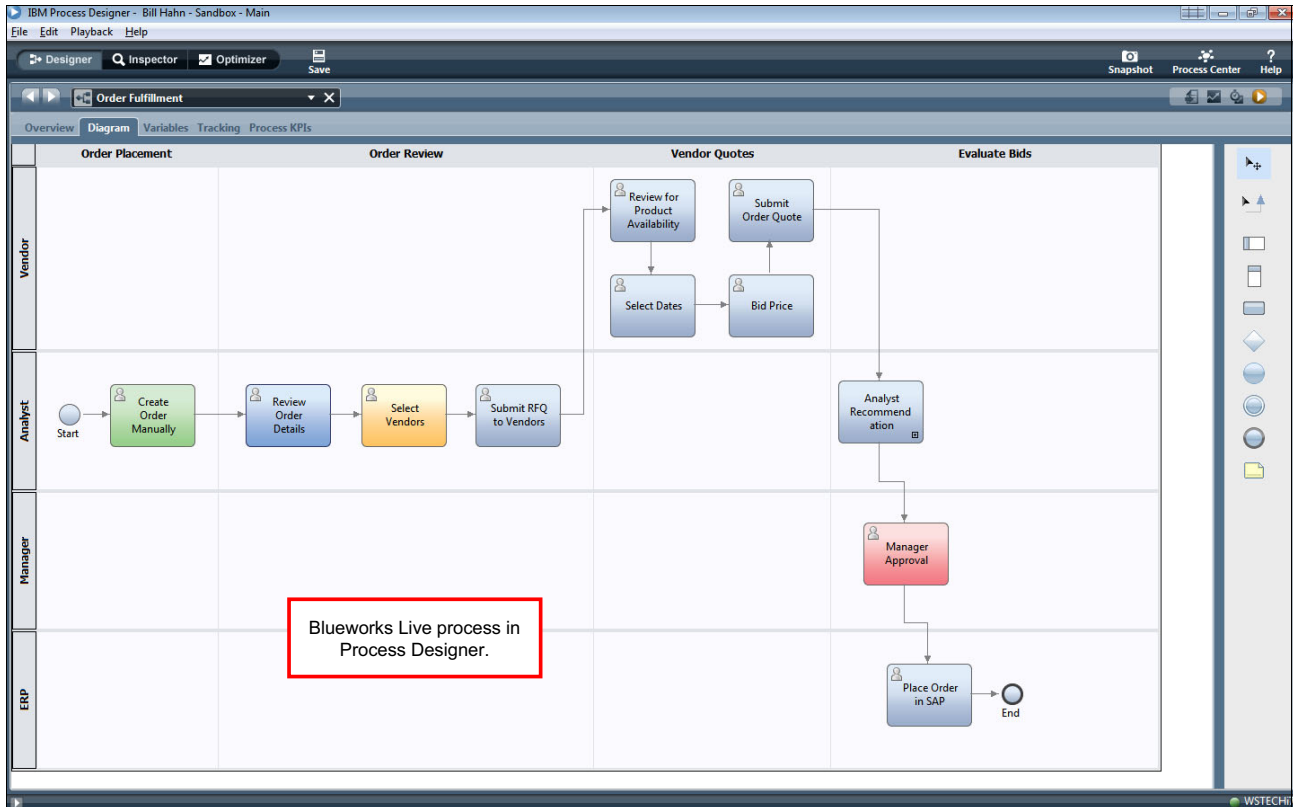 IBM Process Designer - Bill Hahn - Sandbox - Main
File Edit Playback Help
Designer Inspector Optimizer Save Snapshot Process Center Help
Order Fulfillment
Overview Diagram Variables Tracking Process KPIs
Order Placement Order Review Vendor Quotes Evaluate Bids
Vendor
Review for
Product
Availability
Submit
Order Quote
Select Dates
Bid Price
Analyst
Start
Create
Order
Manually
Review
Order
Details
Select
Vendors
Submit RFQ
to Vendors
Analyst
Recommend
ation
Manager
Manager
Approval
Blueworks Live process in
Process Designer.
ERP
Place Order
in SAP
End